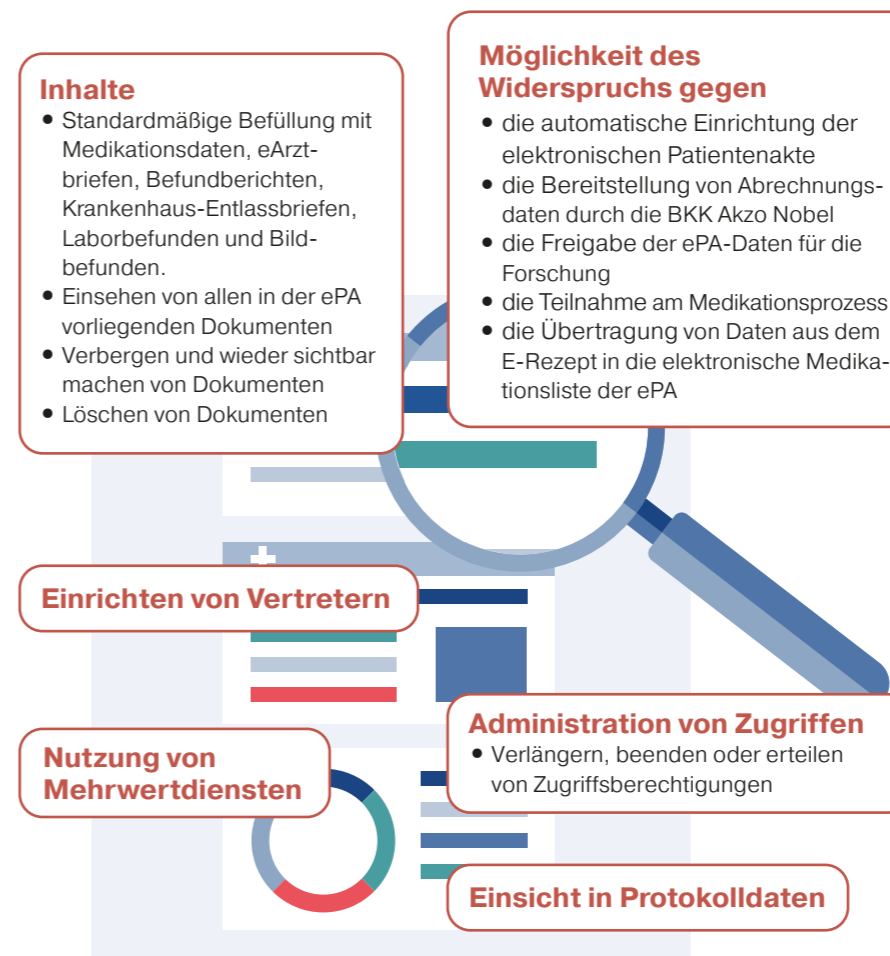 Inhalte
• Standardmäßige Befüllung mit
Medikationsdaten, eArzt-
briefen, Befundberichten,
Krankenhaus-Entlassbriefen,
Laborbefunden und Bild-
befunden.
• Einsehen von allen in der ePA
vorliegenden Dokumenten
• Verbergen und wieder sichtbar
machen von Dokumenten
• Löschen von Dokumenten
Möglichkeit des
Widerspruchs gegen
• die automatische Einrichtung der
elektronischen Patientenakte
• die Bereitstellung von Abrechnungs-
daten durch die BKK Akzo Nobel
• die Freigabe der ePA-Daten für die
Forschung
• die Teilnahme am Medikationsprozess
• die Übertragung von Daten aus dem
E-Rezept in die elektronische Medika-
tionsliste der ePA
Einrichten von Vertretern
Nutzung von
Mehrwertdiensten
Administration von Zugriffen
• Verlängern, beenden oder erteilen
von Zugriffsberechtigungen
Einsicht in Protokolldaten